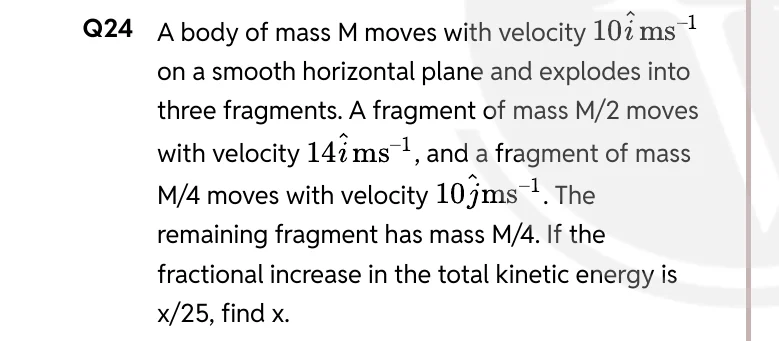 Q24 A body of mass M moves with velocity 10î ms⁻¹
on a smooth horizontal plane and explodes into
three fragments. A fragment of mass M/2 moves
with velocity 14î ms⁻¹, and a fragment of mass
M/4 moves with velocity 10ĵms⁻¹. The
remaining fragment has mass M/4. If the
fractional increase in the total kinetic energy is
x/25, find x.